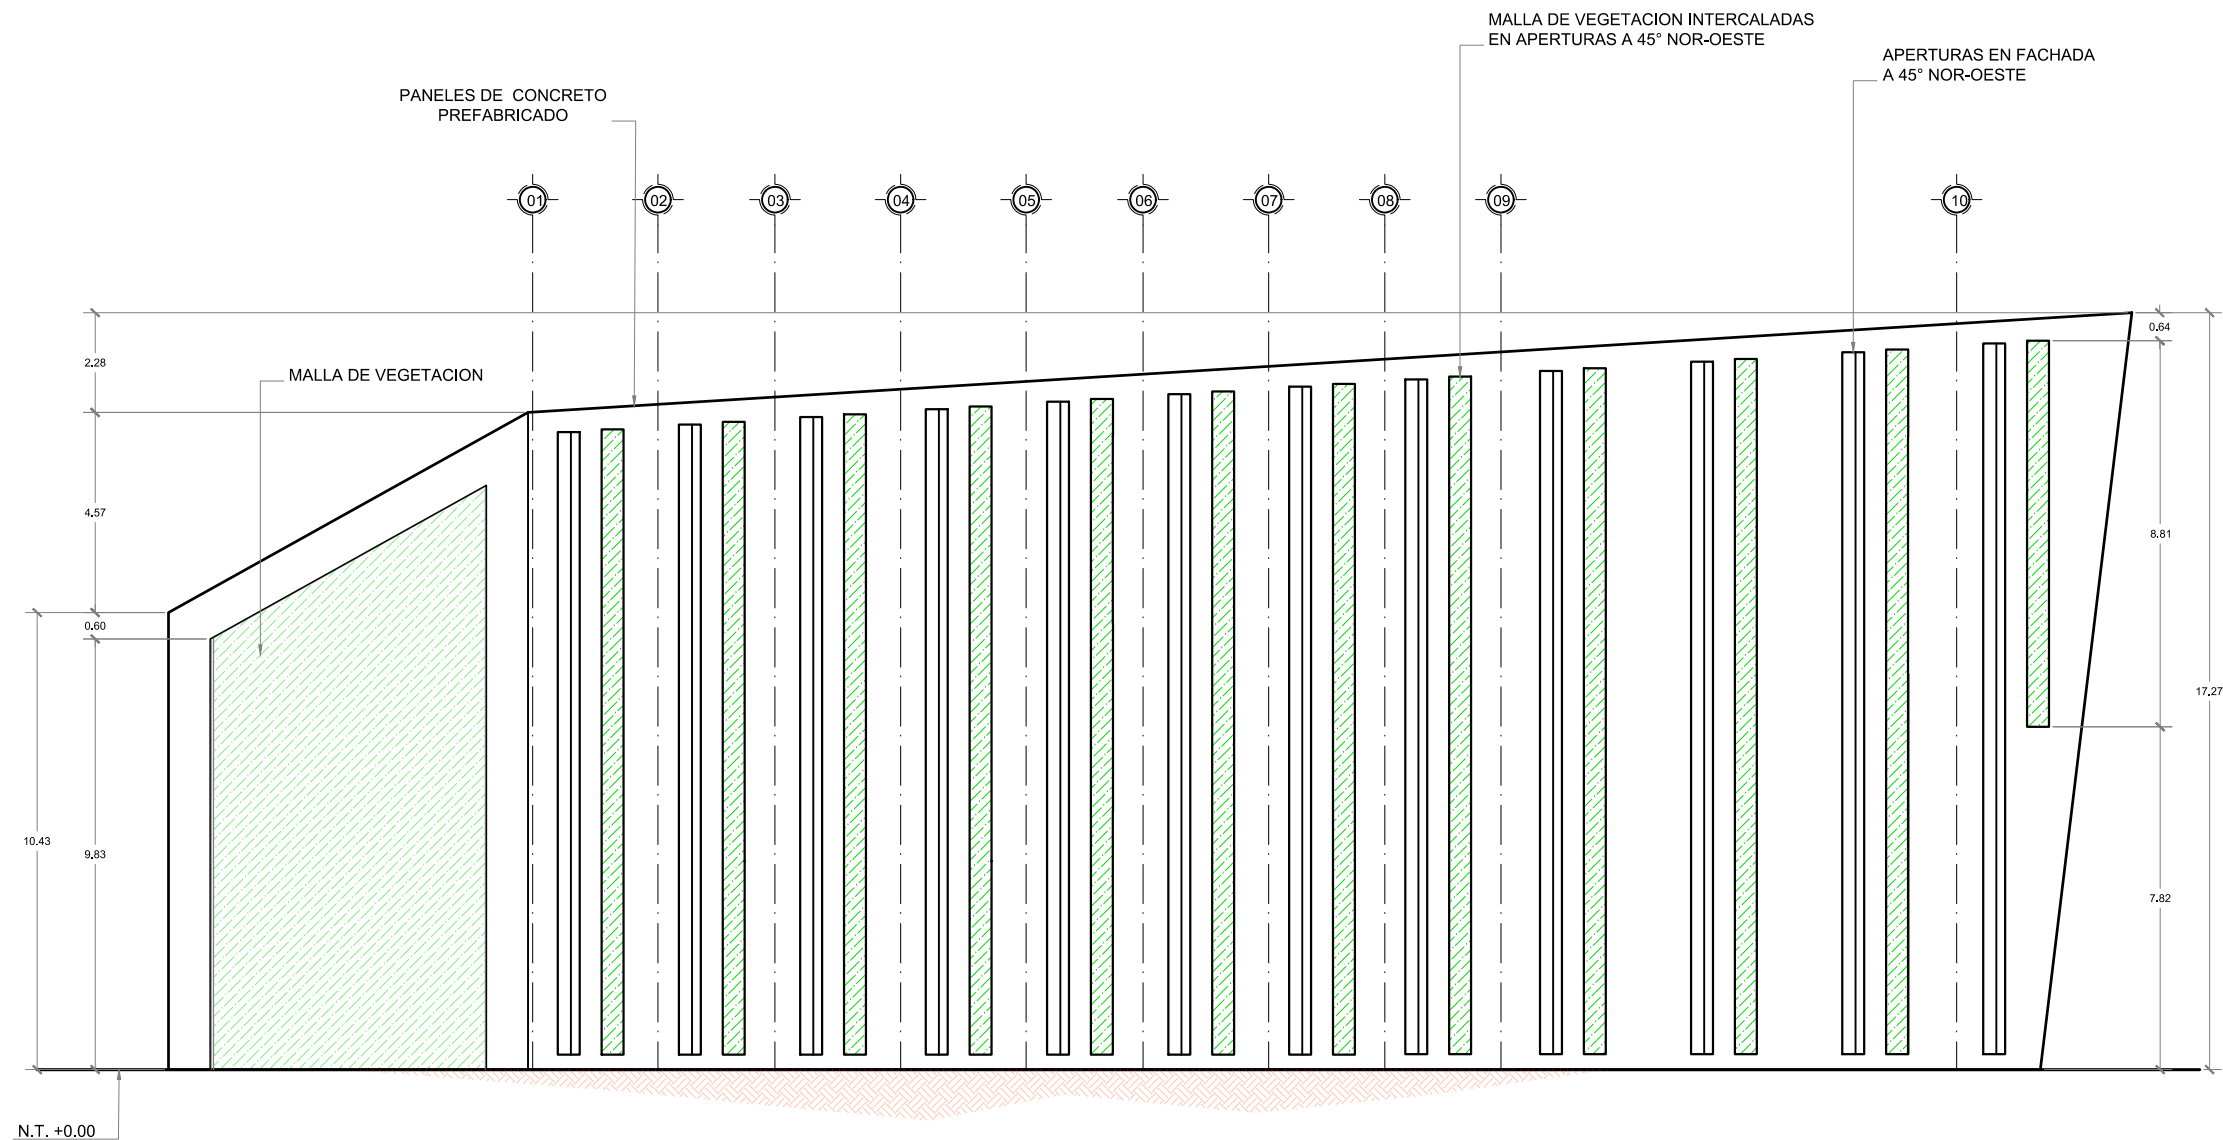 MALLA DE VEGETACION INTERCALADAS
EN APERTURAS A 45° NOR-OESTE
APERTURAS EN FACHADA
A 45° NOR-OESTE
PANELES DE CONCRETO
PREFABRICADO
01
02
03
04
05
06
07
08
09
10
0.64
2.28
MALLA DE VEGETACION
4.57
8.81
0.60
17.27
10.43
9.83
7.82
N.T. +0.00